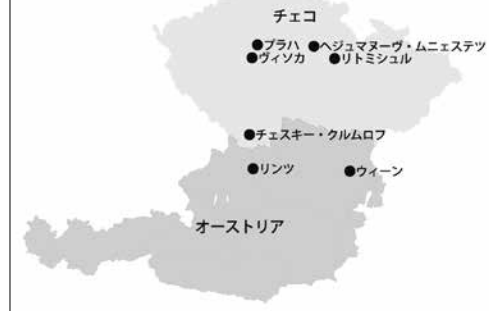 チェコ
プラハ
ヘジュマヌーヴ・ムニェステツ
ヴィソカ
リトミシュル
チェスキー・クルムロフ
リンツ
ウィーン
オーストリア